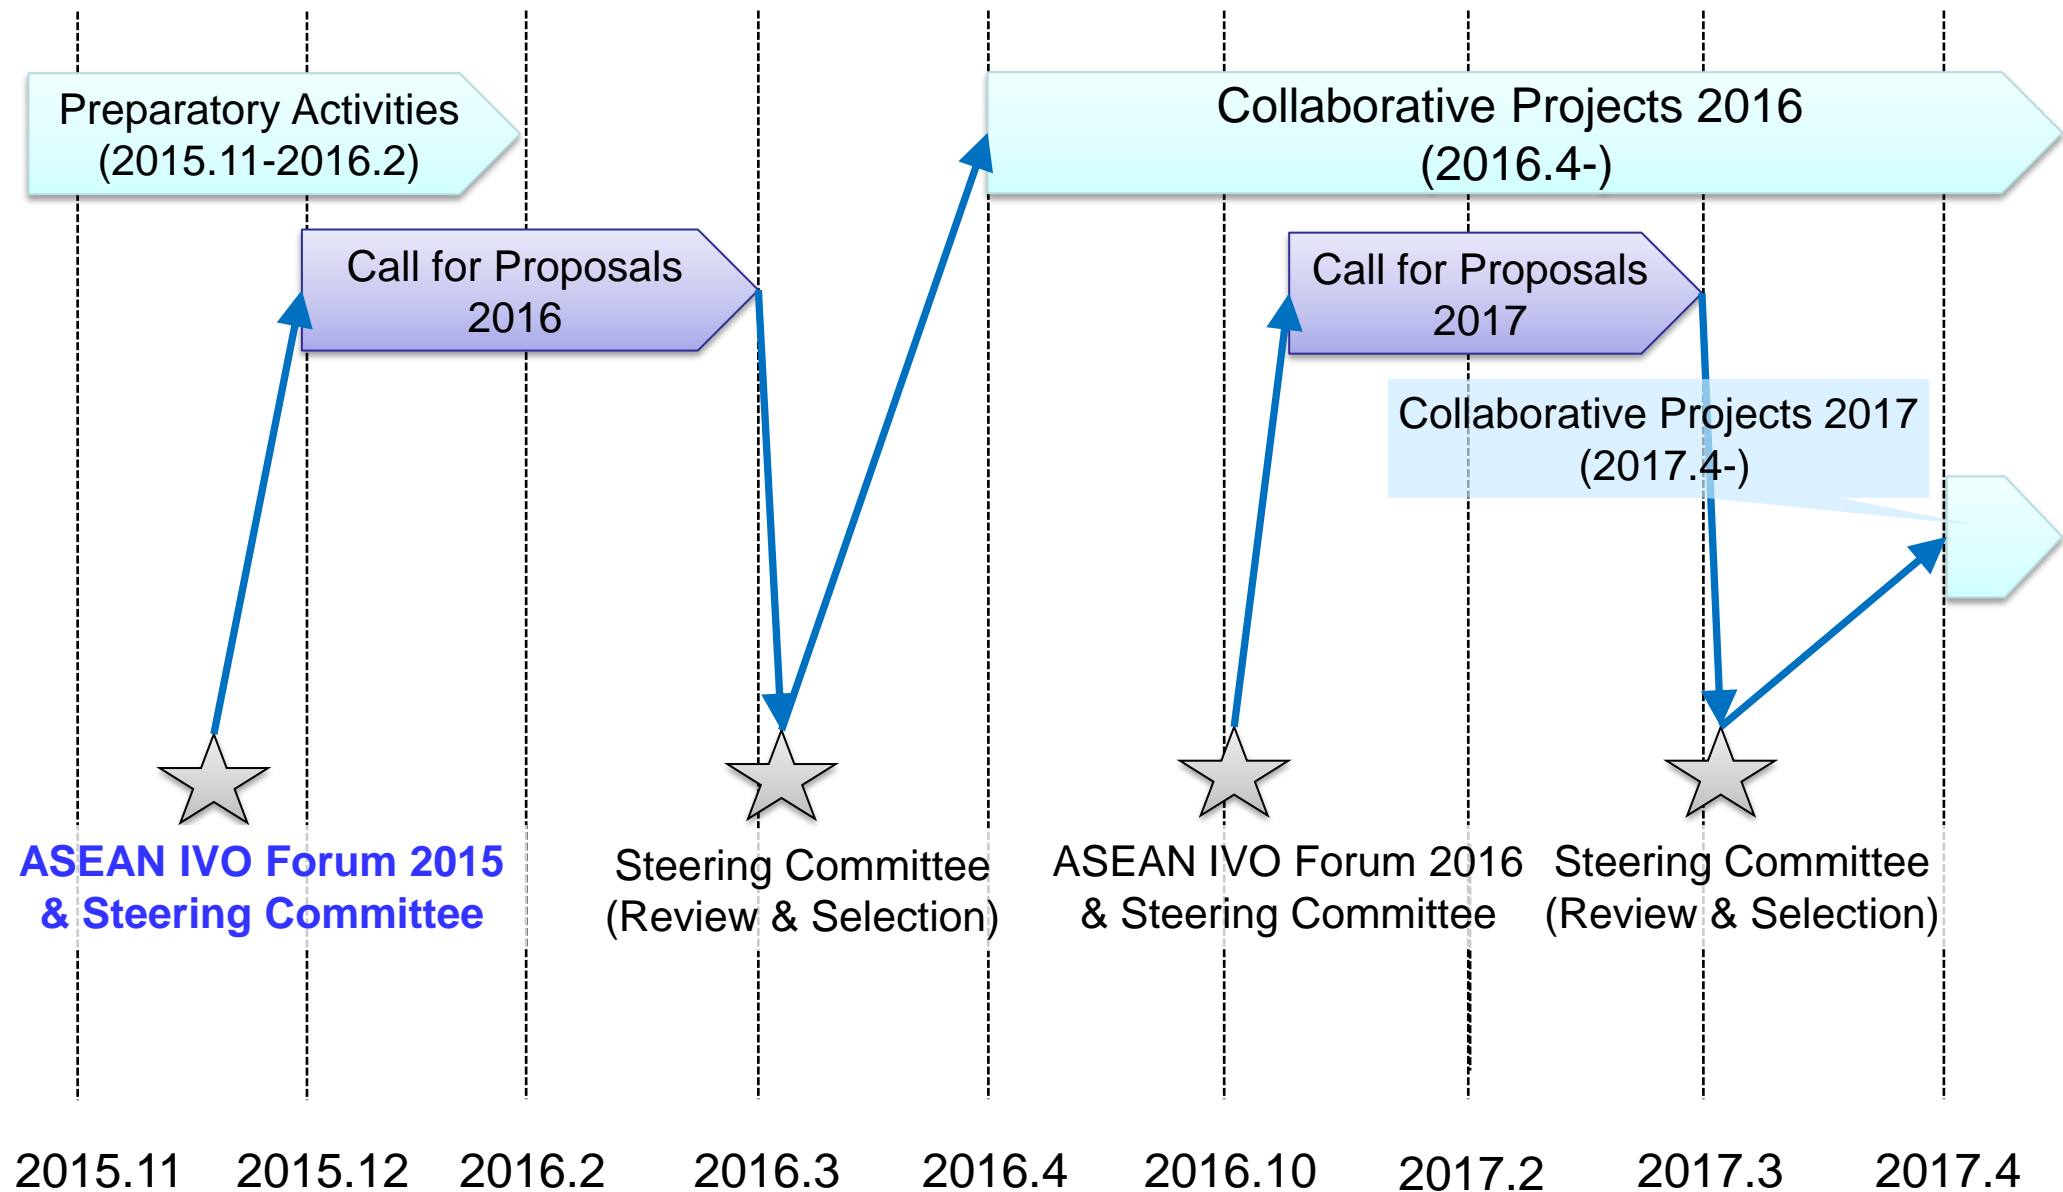 Preparatory Activities
(2015.11-2016.2)
Collaborative Projects 2016
(2016.4-)
Call for Proposals
2016
Call for Proposals
2017
Collaborative Projects 2017
(2017.4-)
ASEAN IVO Forum 2015
& Steering Committee
Steering Committee
(Review & Selection)
ASEAN IVO Forum 2016
& Steering Committee
Steering Committee
(Review & Selection)
2015.11 2015.12 2016.2 2016.3 2016.4 2016.10 2017.2 2017.3 2017.4